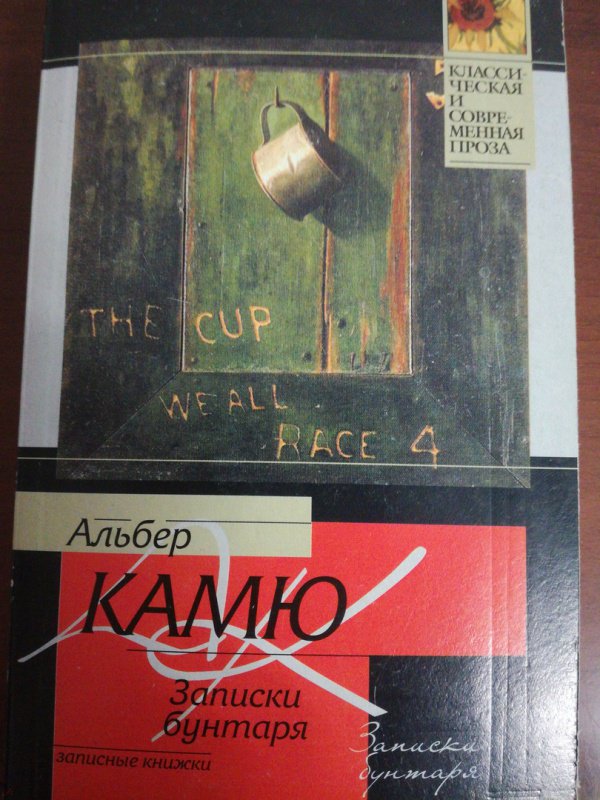 КЛАССИ-
ЧЕСКАЯ
И
СОВРЕ-
МЕННАЯ
ПРОЗА
THE CUP
WE ALL
RACE 4
Альбер
КАМЮ
Записки
бунтаря
записные книжки
Записки
бунтаря